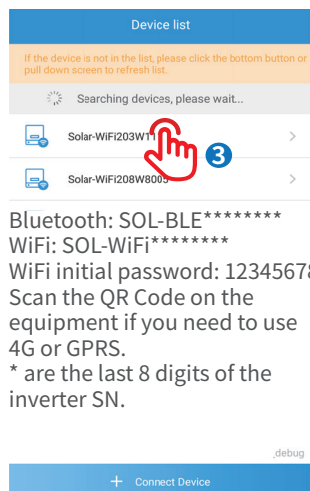 Device list
If the device is not in the list, please click the bottom button or
pull down screen to refresh list.
Searching devices, please wait...
Solar-WiFi203W11
3
Solar-WiFi208W8005
Bluetooth: SOL-BLE********
WiFi: SOL-WiFi********
WiFi initial password: 12345678
Scan the QR Code on the
equipment if you need to use
4G or GPRS.
* are the last 8 digits of the
inverter SN.
_debug
+ Connect Device